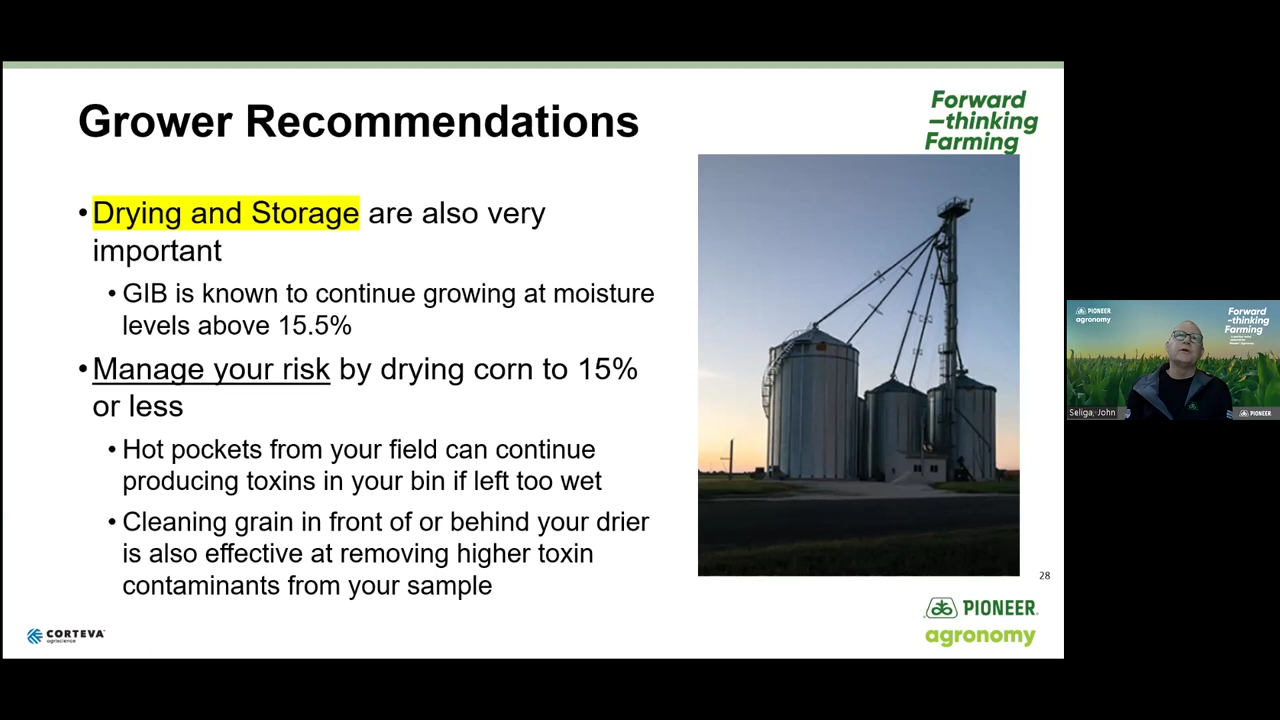 Grower Recommendations
Forward
–thinking
Farming
•Drying and Storage are also very
important
•GIB is known to continue growing at moisture
levels above 15.5%
•Manage your risk by drying corn to 15%
or less
•Hot pockets from your field can continue
producing toxins in your bin if left too wet
•Cleaning grain in front of or behind your drier
is also effective at removing higher toxin
contaminants from your sample
28
CORTEVA
agriscience
PIONEER
agronomy
PIONEER
agronomy
Forward
–thinking
Farming
Seliga, John
PIONEER